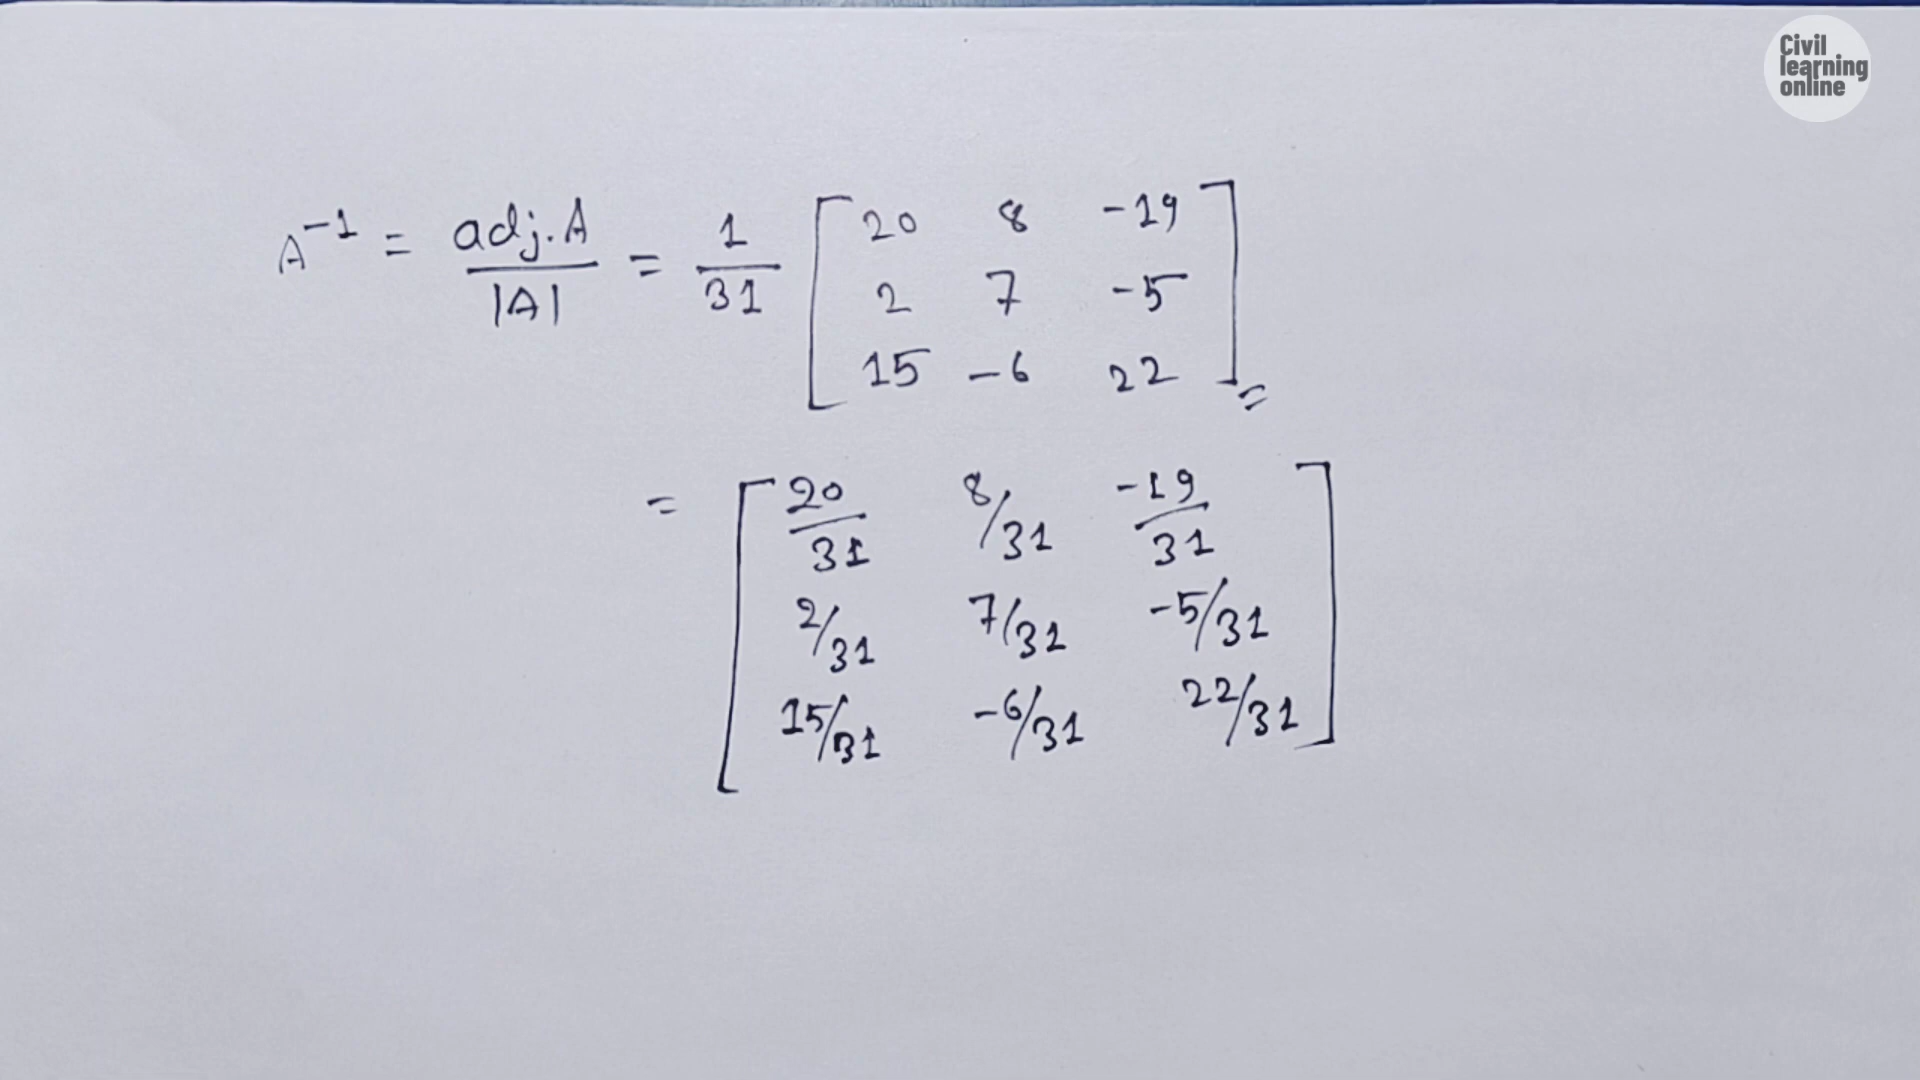 Civil
learning
online
A⁻¹ = adj.A / |A| = 1/31 [ 20 8 -19
2 7 -5
15 -6 22 ] =
= [ 20/31 8/31 -19/31
2/31 7/31 -5/31
15/31 -6/31 22/31 ]